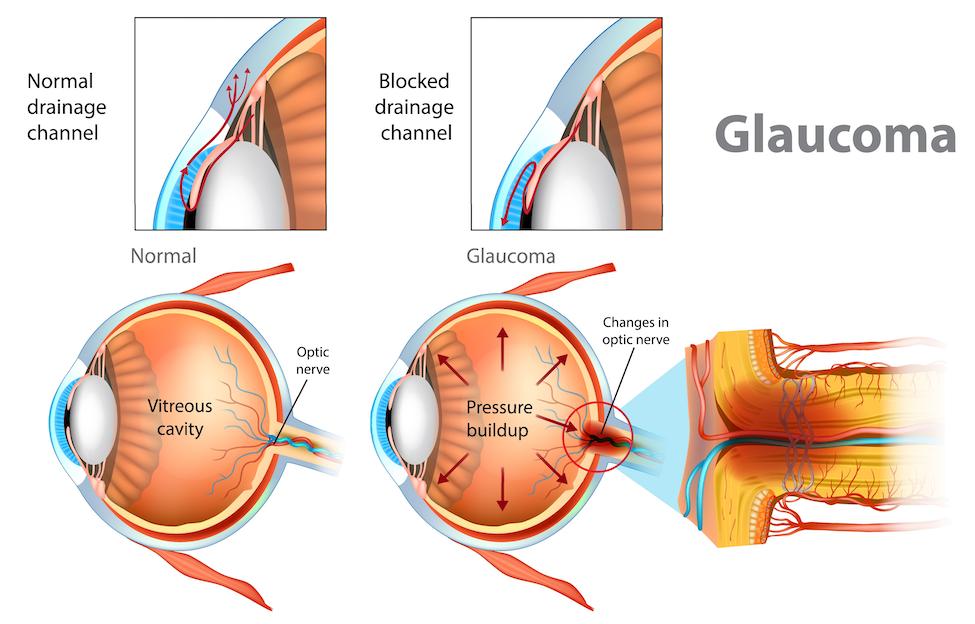 Normal
drainage
channel
Blocked
drainage
channel
Glaucoma
Normal
Glaucoma
Optic
nerve
Changes in
optic nerve
Vitreous
cavity
Pressure
buildup